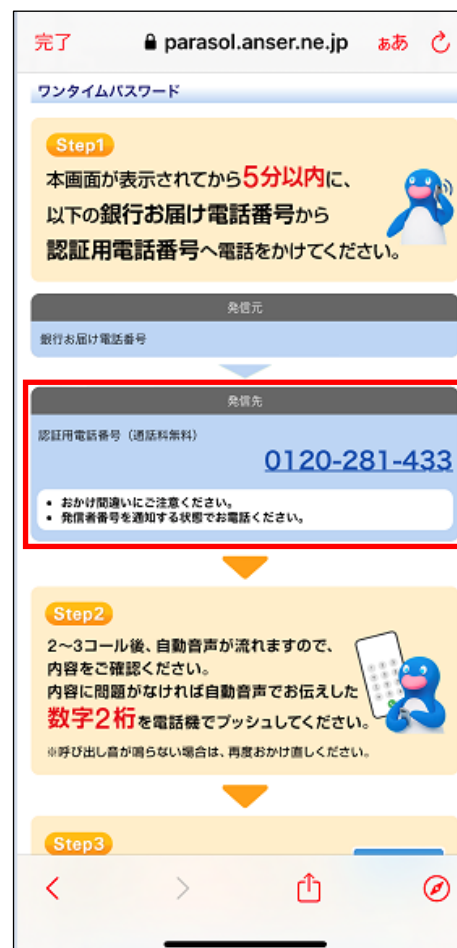 完了 parasol.anser.ne.jp ぁあ
ワンタイムパスワード
Step1
本画面が表示されてから5分以内に、
以下の銀行お届け電話番号から
認証用電話番号へ電話をかけてください。
発信元
銀行お届け電話番号
発信先
認証用電話番号（通話料無料）
0120-281-433
• おかけ間違いにご注意ください。
• 発信者番号を通知する状態でお電話ください。
Step2
2〜3コール後、自動音声が流れますので、
内容をご確認ください。
内容に問題がなければ自動音声でお伝えした
数字2桁を電話機でプッシュしてください。
※呼び出し音が鳴らない場合は、再度おかけ直しください。
Step3